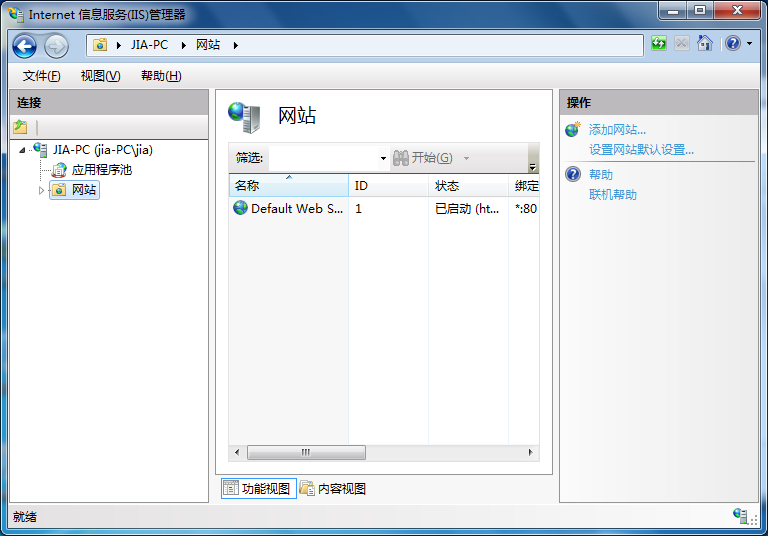 Internet 信息服务(IIS)管理器
JIA-PC 网站
文件(F) 视图(V) 帮助(H)
连接
JIA-PC (jia-PC\jia)
应用程序池
网站
网站
筛选: 开始(G)
名称 ID 状态 绑定
Default Web S... 1 已启动 (ht... *:80
功能视图 内容视图
操作
添加网站...
设置网站默认设置...
帮助
联机帮助
就绪